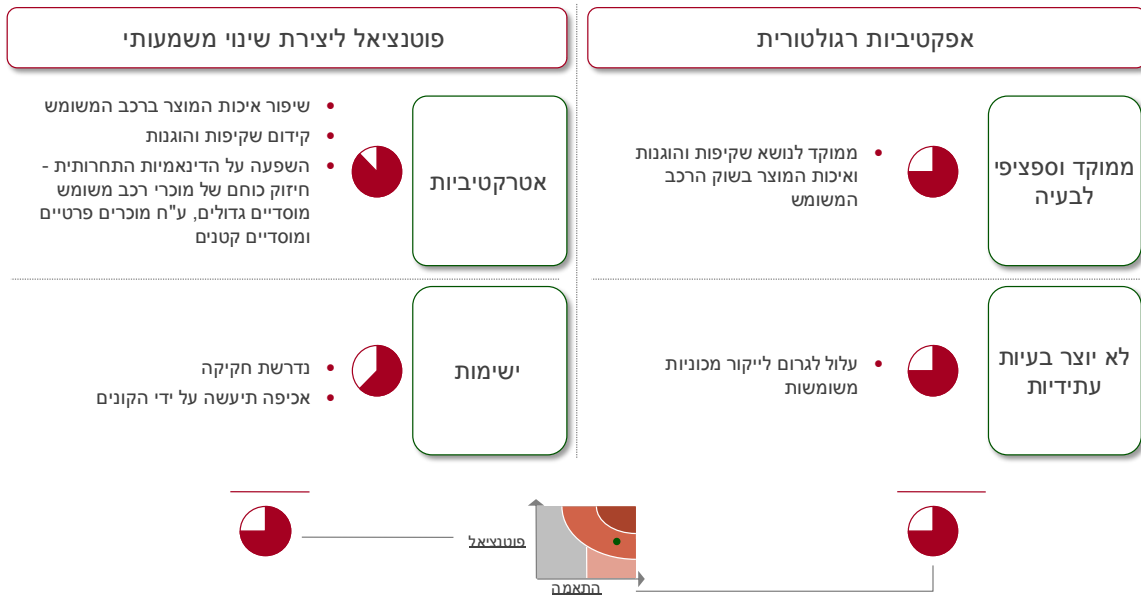 אפקטיביות רגולטורית
ממוקד וספציפי
לבעיה
• ממוקד לנושא שקיפות והוגנות
ואיכות המוצר בשוק הרכב
המשומש
לא יוצר בעיות
עתידיות
• עלול לגרום לייקור מכוניות
משומשות
פוטנציאל ליצירת שינוי משמעותי
אטרקטיביות
• שיפור איכות המוצר ברכב המשומש
• קידום שקיפות והוגנות
• השפעה על הדינאמיות התחרותית -
חיזוק כוחם של מוכרי רכב משומש
מוסדיים גדולים, ע"ח מוכרים פרטיים
ומוסדיים קטנים
ישימות
• נדרשת חקיקה
• אכיפה תיעשה על ידי הקונים
פוטנציאל
התאמה